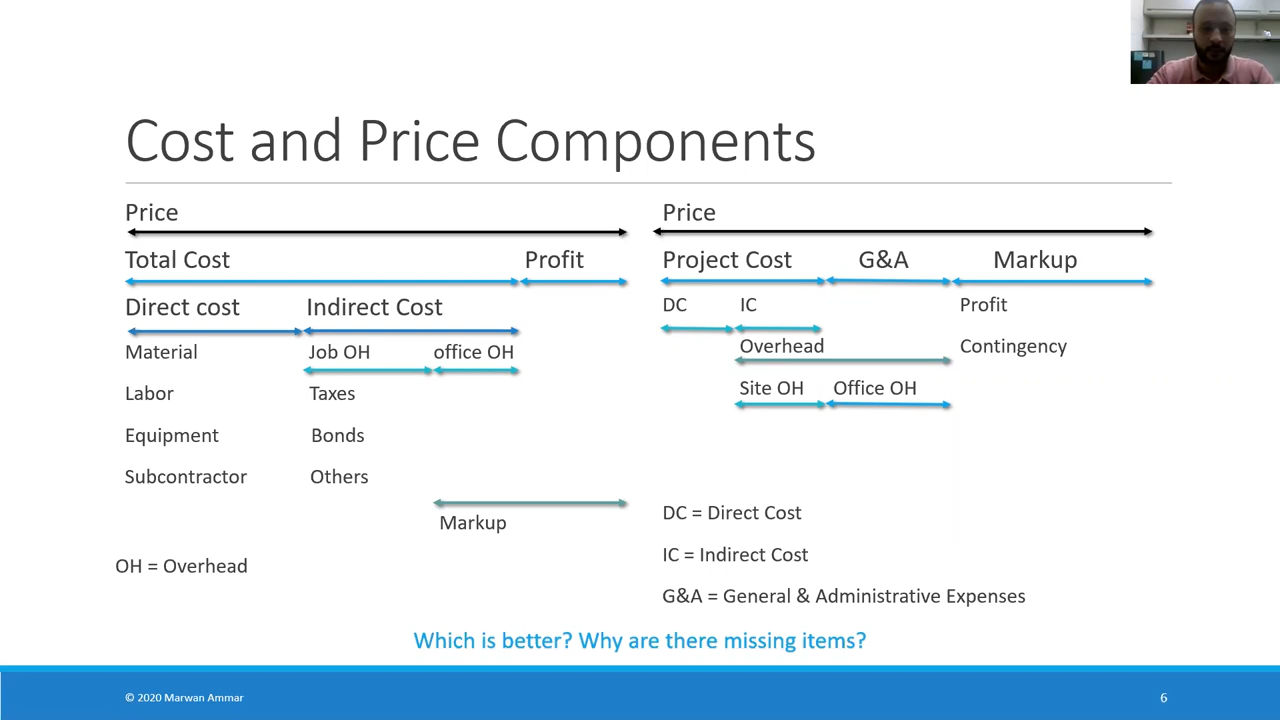 Cost and Price Components
Price
Total Cost Profit
Direct cost Indirect Cost
Material Job OH office OH
Labor Taxes
Equipment Bonds
Subcontractor Others
Markup
OH = Overhead
Price
Project Cost G&A Markup
DC IC Profit
Overhead Contingency
Site OH Office OH
DC = Direct Cost
IC = Indirect Cost
G&A = General & Administrative Expenses
Which is better? Why are there missing items?
© 2020 Marwan Ammar 6